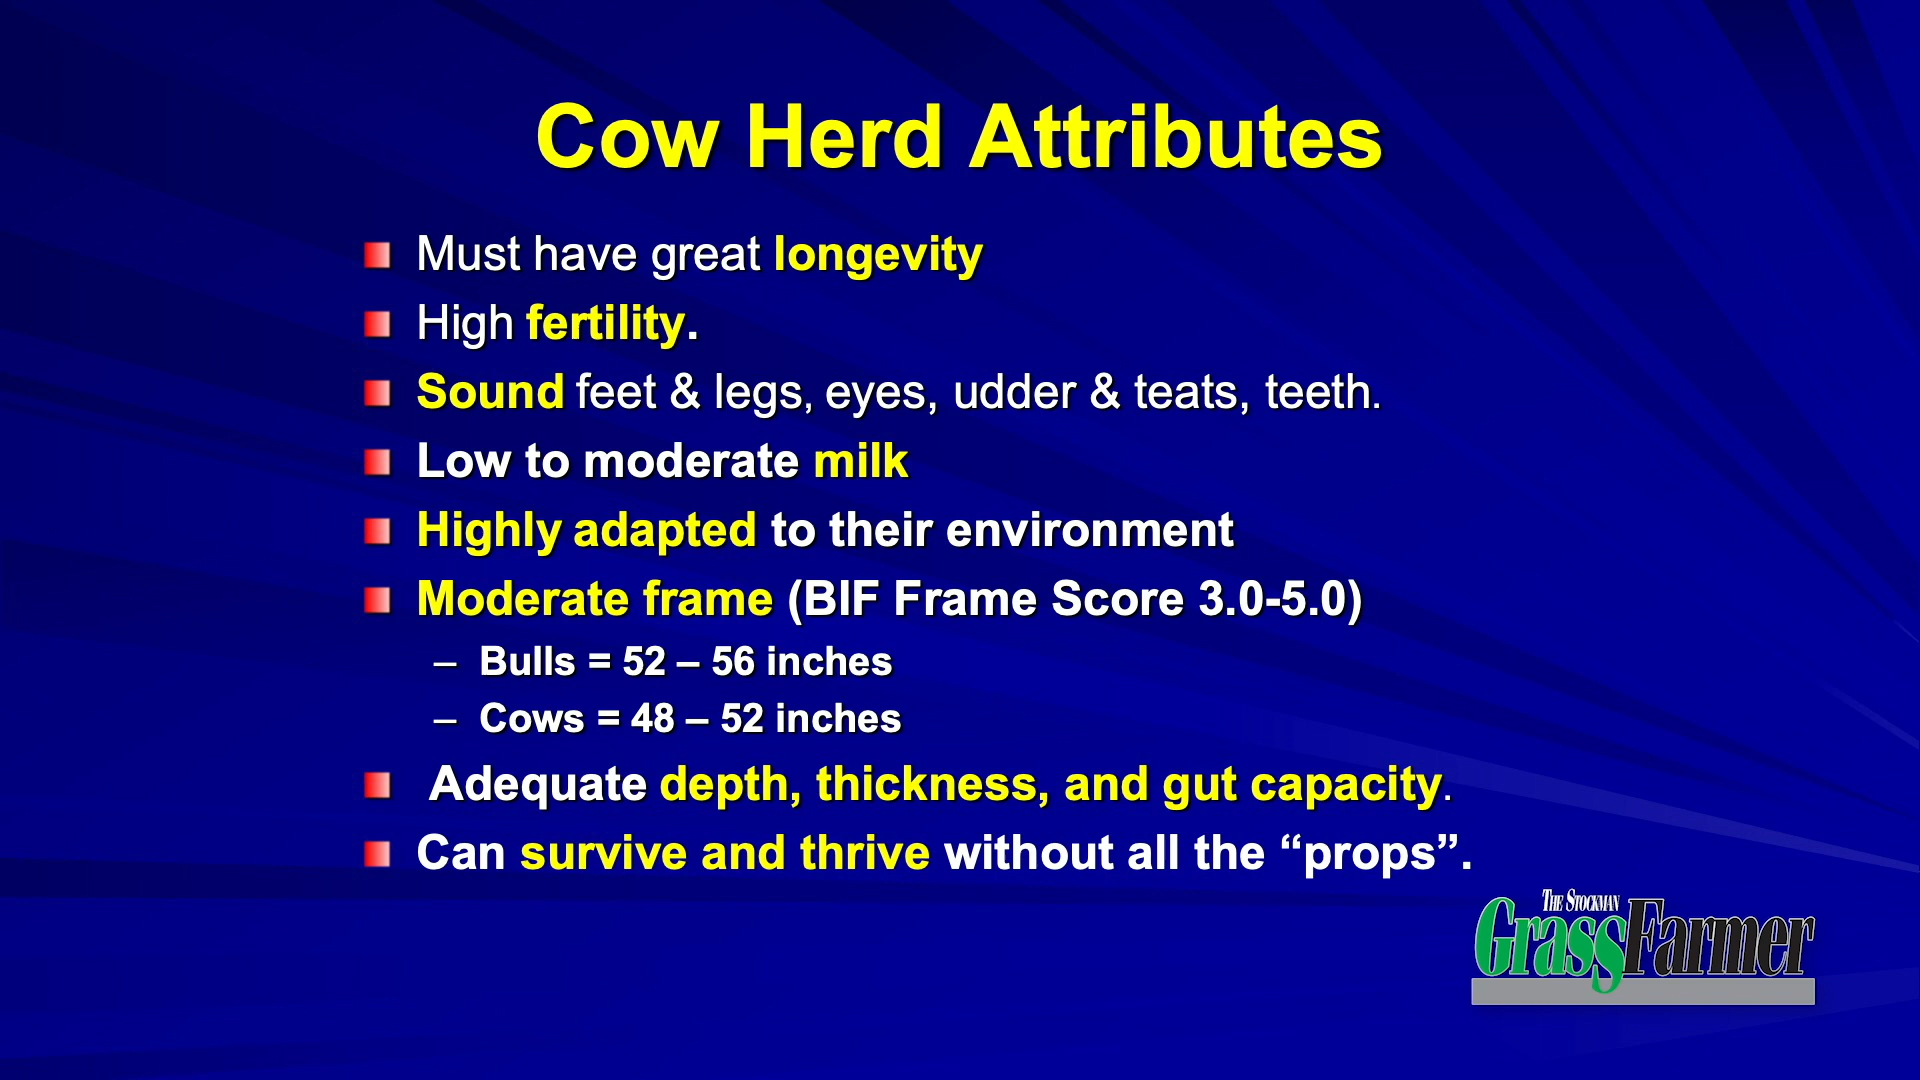 Cow Herd Attributes
Must have great longevity
High fertility.
Sound feet & legs, eyes, udder & teats, teeth.
Low to moderate milk
Highly adapted to their environment
Moderate frame (BIF Frame Score 3.0-5.0)
– Bulls = 52 – 56 inches
– Cows = 48 – 52 inches
Adequate depth, thickness, and gut capacity.
Can survive and thrive without all the “props”.
THE STOCKMAN
GrassFarmer